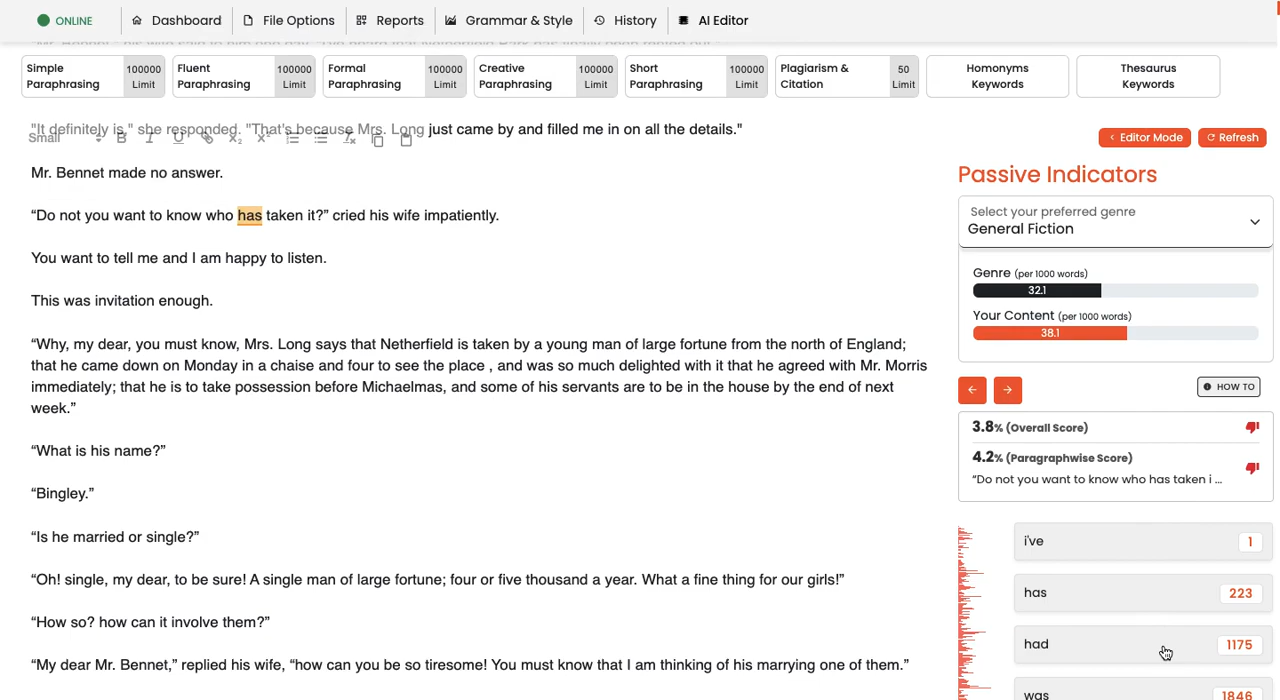 ONLINE
Dashboard
File Options
Reports
Grammar & Style
History
AI Editor
Simple Paraphrasing
100000 Limit
Fluent Paraphrasing
100000 Limit
Formal Paraphrasing
100000 Limit
Creative Paraphrasing
100000 Limit
Short Paraphrasing
100000 Limit
Plagiarism & Citation
50 Limit
Homonyms Keywords
Thesaurus Keywords
"It definitely is," she responded. "That's because Mrs. Long just came by and filled me in on all the details."
Small
Editor Mode
Refresh
Mr. Bennet made no answer.
“Do not you want to know who has taken it?” cried his wife impatiently.
You want to tell me and I am happy to listen.
This was invitation enough.
“Why, my dear, you must know, Mrs. Long says that Netherfield is taken by a young man of large fortune from the north of England;
that he came down on Monday in a chaise and four to see the place , and was so much delighted with it that he agreed with Mr. Morris
immediately; that he is to take possession before Michaelmas, and some of his servants are to be in the house by the end of next
week.”
“What is his name?”
“Bingley.”
“Is he married or single?”
“Oh! single, my dear, to be sure! A single man of large fortune; four or five thousand a year. What a fine thing for our girls!”
“How so? how can it involve them?”
“My dear Mr. Bennet,” replied his wife, “how can you be so tiresome! You must know that I am thinking of his marrying one of them.”
Passive Indicators
Select your preferred genre
General Fiction
Genre (per 1000 words)
32.1
Your Content (per 1000 words)
38.1
HOW TO
3.8% (Overall Score)
4.2% (Paragraphwise Score)
“Do not you want to know who has taken i ...
i've 1
has 223
had 1175
was 1846